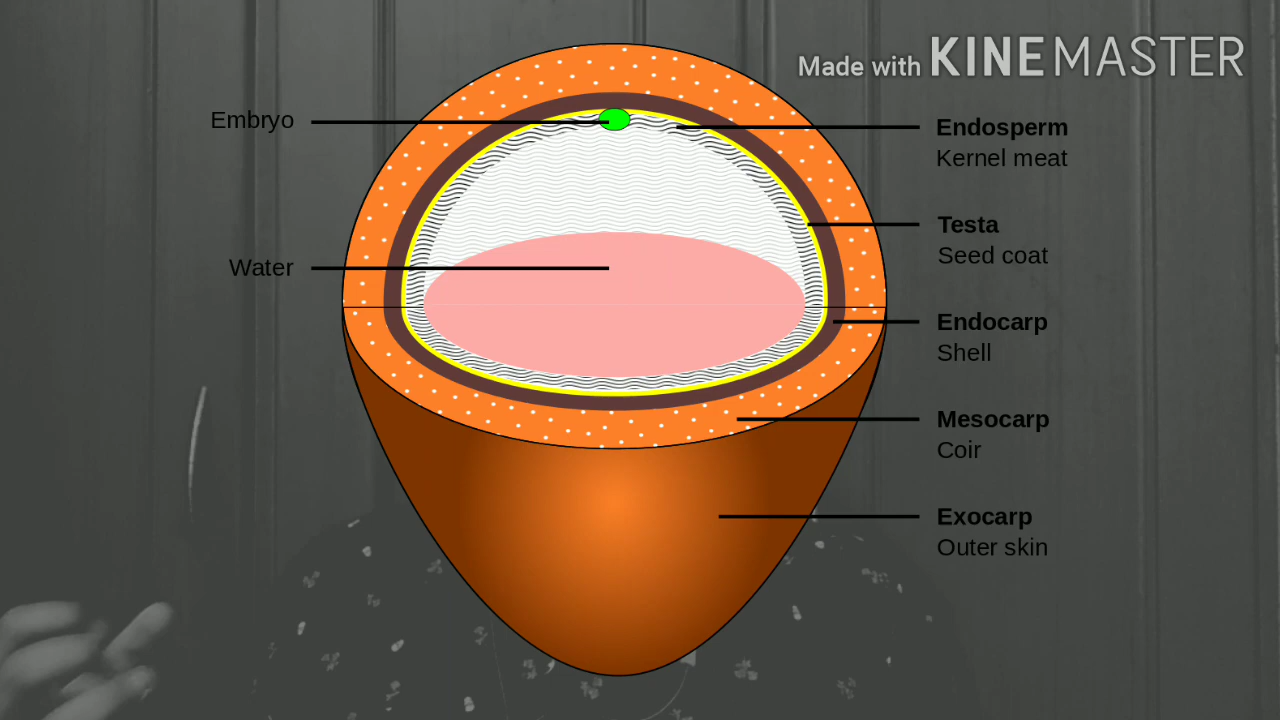 Made with KINEMASTER
Embryo
Water
Endosperm
Kernel meat
Testa
Seed coat
Endocarp
Shell
Mesocarp
Coir
Exocarp
Outer skin